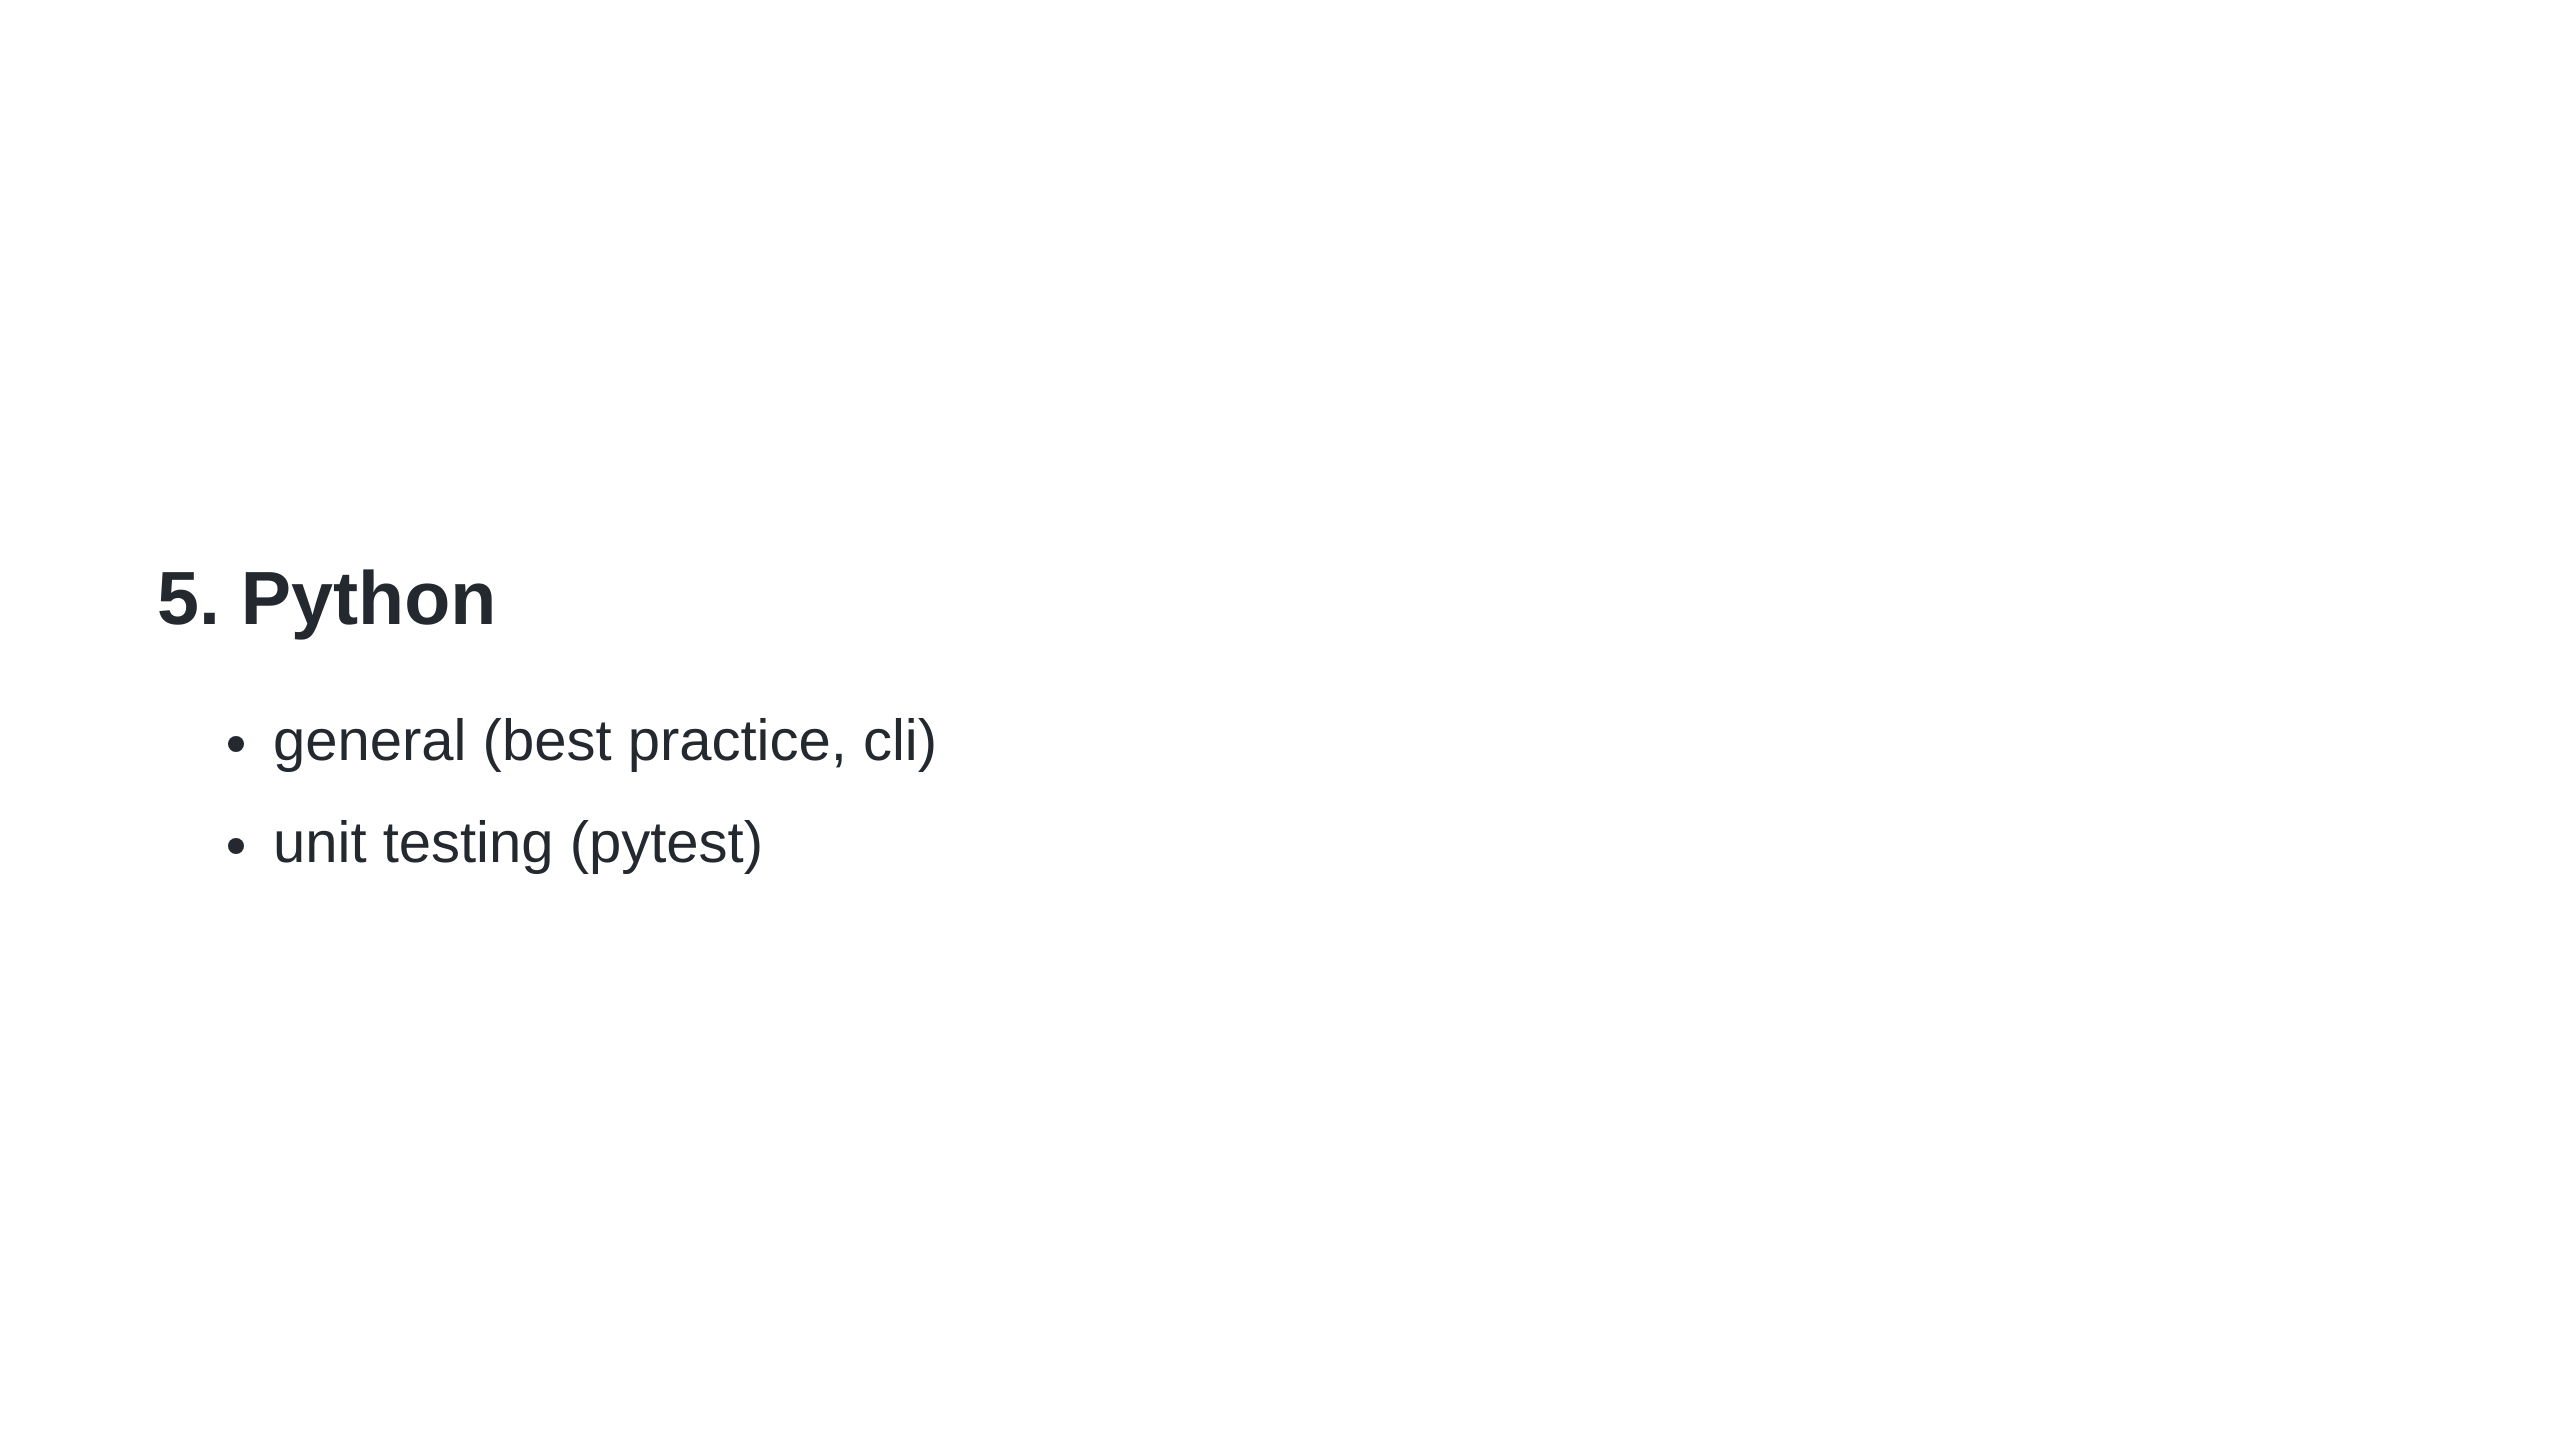 5. Python
• general (best practice, cli)
• unit testing (pytest)